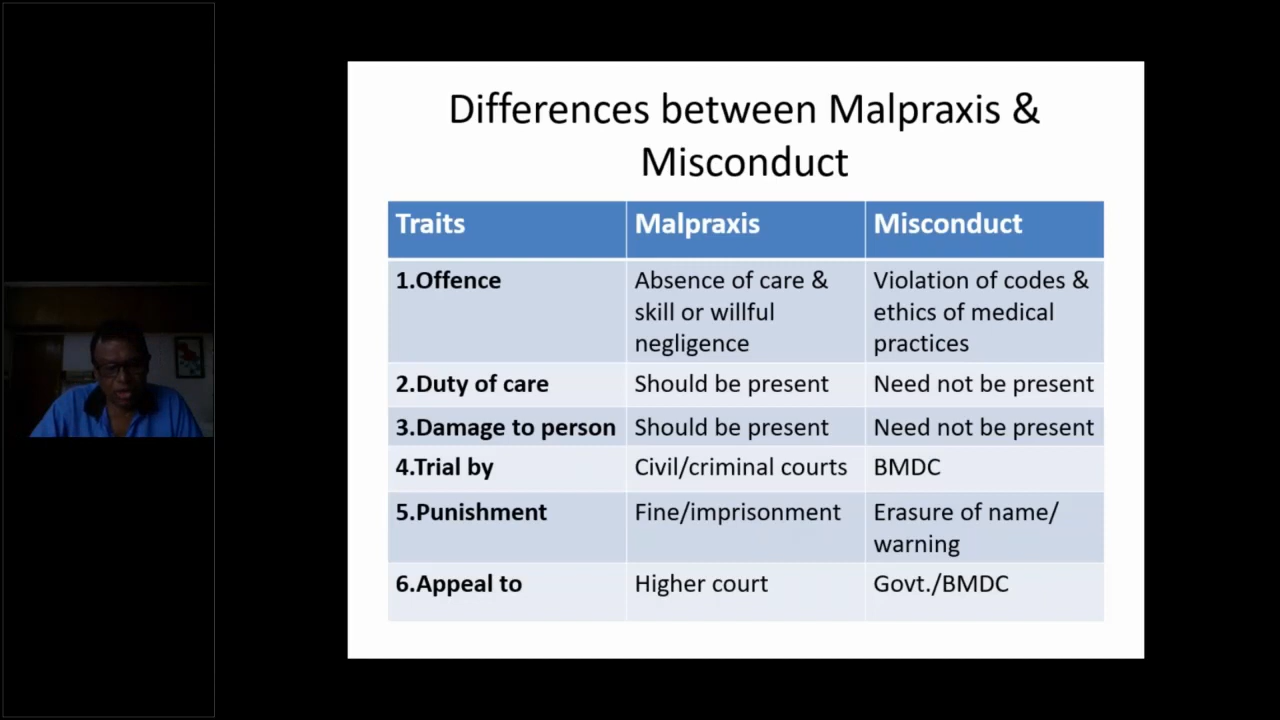 Differences between Malpraxis &
Misconduct
Traits Malpraxis Misconduct
1.Offence Absence of care & Violation of codes &
skill or willful ethics of medical
negligence practices
2.Duty of care Should be present Need not be present
3.Damage to person Should be present Need not be present
4.Trial by Civil/criminal courts BMDC
5.Punishment Fine/imprisonment Erasure of name/
warning
6.Appeal to Higher court Govt./BMDC